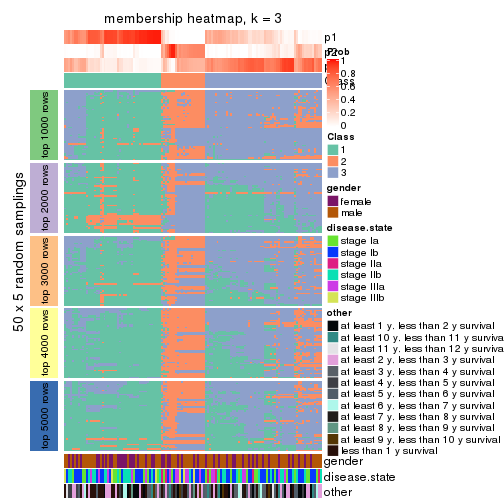 membership heatmap, k = 3
p1
p2
Prob
1
0.8
0.6
0.4
0.2
0
Class
Class
1
2
3
gender
female
male
disease.state
stage Ia
stage Ib
stage IIa
stage IIb
stage IIIa
stage IIIb
other
at least 1 y. less than 2 y survival
at least 10 y. less than 11 y survival
at least 11 y. less than 12 y surviva
at least 2 y. less than 3 y survival
at least 3 y. less than 4 y survival
at least 4 y. less than 5 y survival
at least 5 y. less than 6 y survival
at least 6 y. less than 7 y survival
at least 7 y. less than 8 y survival
at least 8 y. less than 9 y survival
at least 9 y. less than 10 y survival
less than 1 y survival
50 x 5 random samplings
top 1000 rows
top 2000 rows
top 3000 rows
top 4000 rows
top 5000 rows
gender
disease.state
other